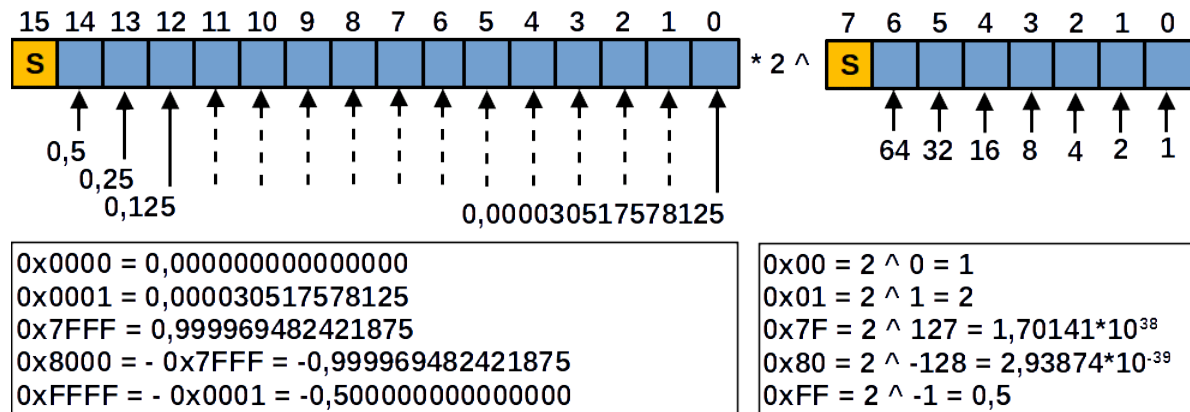 15 14 13 12 11 10 9 8 7 6 5 4 3 2 1 0 7 6 5 4 3 2 1 0
S * 2 ^ S
0,5 64 32 16 8 4 2 1
0,25
0,125 0,000030517578125
0x0000 = 0,000000000000000
0x0001 = 0,000030517578125
0x7FFF = 0,999969482421875
0x8000 = - 0x7FFF = -0,999969482421875
0xFFFF = - 0x0001 = -0,500000000000000
0x00 = 2 ^ 0 = 1
0x01 = 2 ^ 1 = 2
0x7F = 2 ^ 127 = 1,70141*10³⁸
0x80 = 2 ^ -128 = 2,93874*10⁻³⁹
0xFF = 2 ^ -1 = 0,5